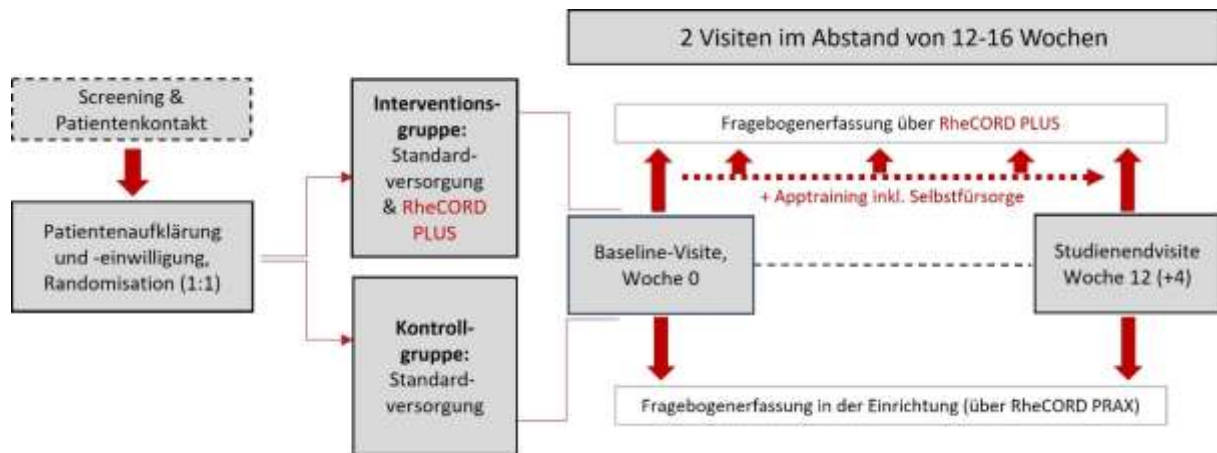 2 Visiten im Abstand von 12-16 Wochen
Screening &
Patientenkontakt
Patientenaufklärung
und -einwilligung,
Randomisation (1:1)
Interventions-
gruppe:
Standard-
versorgung
& RheCORD
PLUS
Kontroll-
gruppe:
Standard-
versorgung
Fragebogenerfassung über RheCORD PLUS
+ Apptraining inkl. Selbstfürsorge
Baseline-Visite,
Woche 0
Studienendvisite
Woche 12 (+4)
Fragebogenerfassung in der Einrichtung (über RheCORD PRAX)